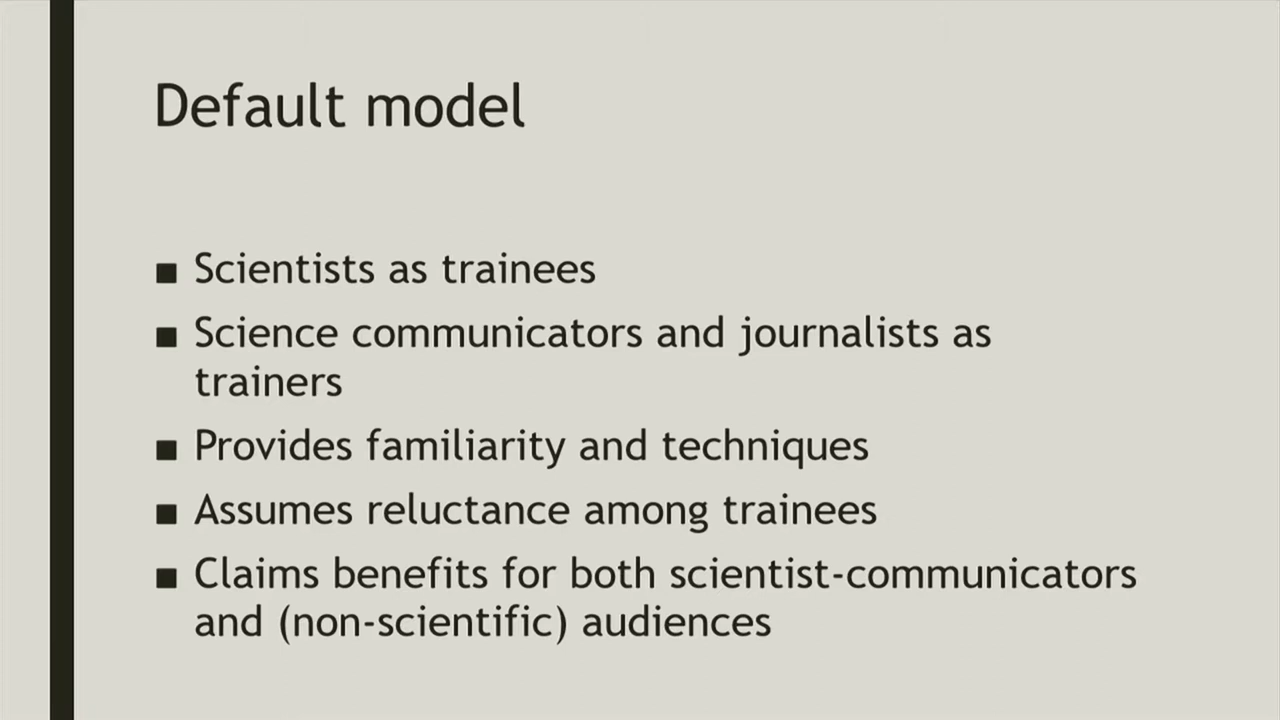 Default model
■ Scientists as trainees
■ Science communicators and journalists as
trainers
■ Provides familiarity and techniques
■ Assumes reluctance among trainees
■ Claims benefits for both scientist-communicators
and (non-scientific) audiences